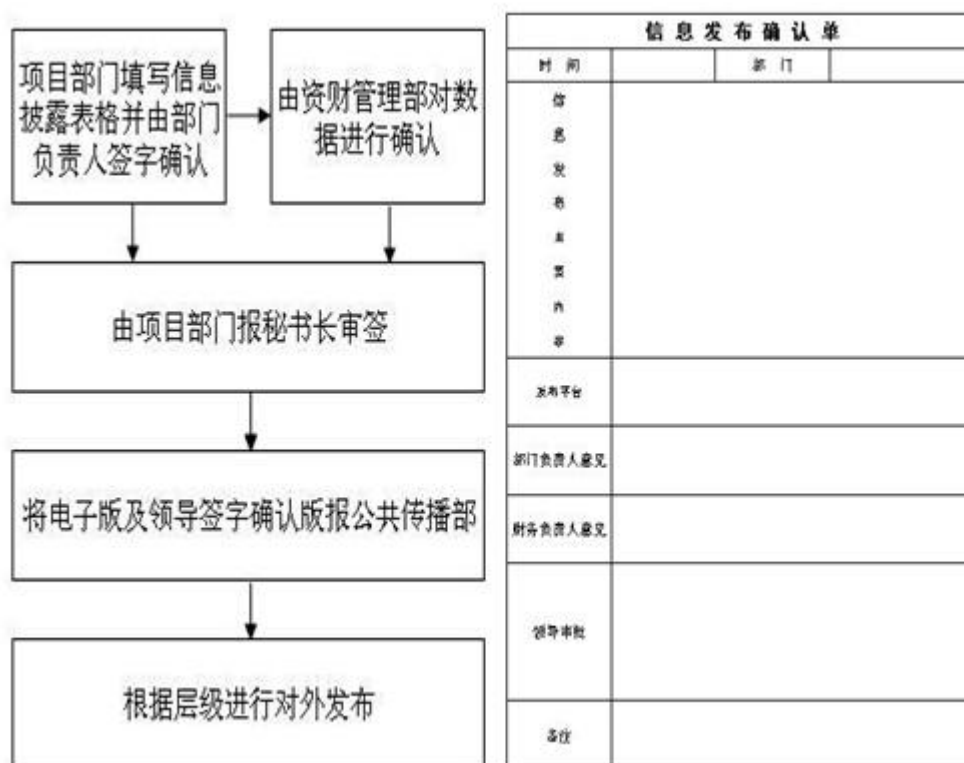 项目部门填写信息
披露表格并由部门
负责人签字确认
由资财管理部对数
据进行确认
由项目部门报秘书长审签
将电子版及领导签字确认版报公共传播部
根据层级进行对外发布
信息发布确认单
时间
部门
信
息
发
布
主
要
内
容
发布平台
部门负责人意见
财务负责人意见
领导审批
备注